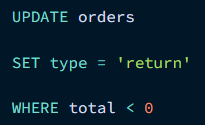 UPDATE orders
SET type = 'return'
WHERE total < 0